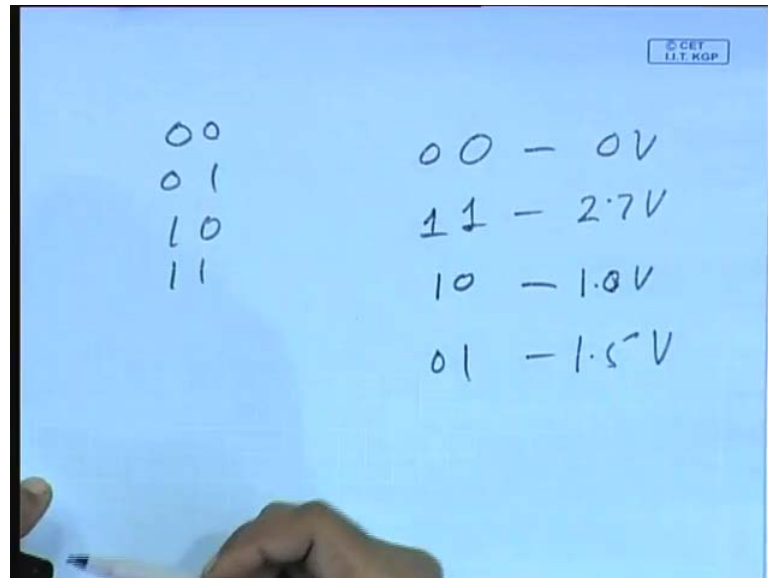 © CET
I.I.T. KGP
00
01
10
11
00 - 0V
11 - 2.7V
10 - 1.0V
01 - 1.5V